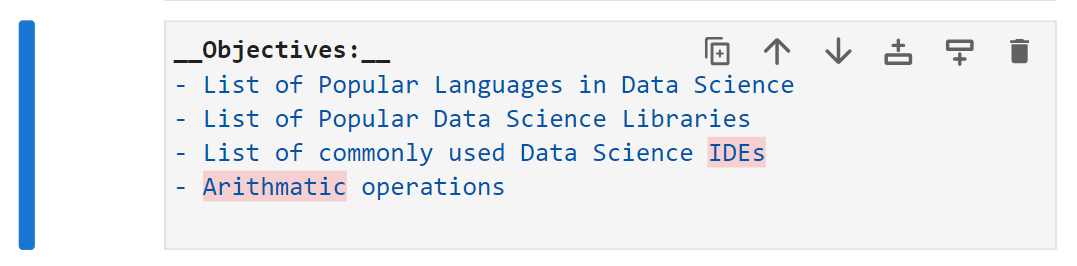 __Objectives:__
- List of Popular Languages in Data Science
- List of Popular Data Science Libraries
- List of commonly used Data Science IDEs
- Arithmatic operations